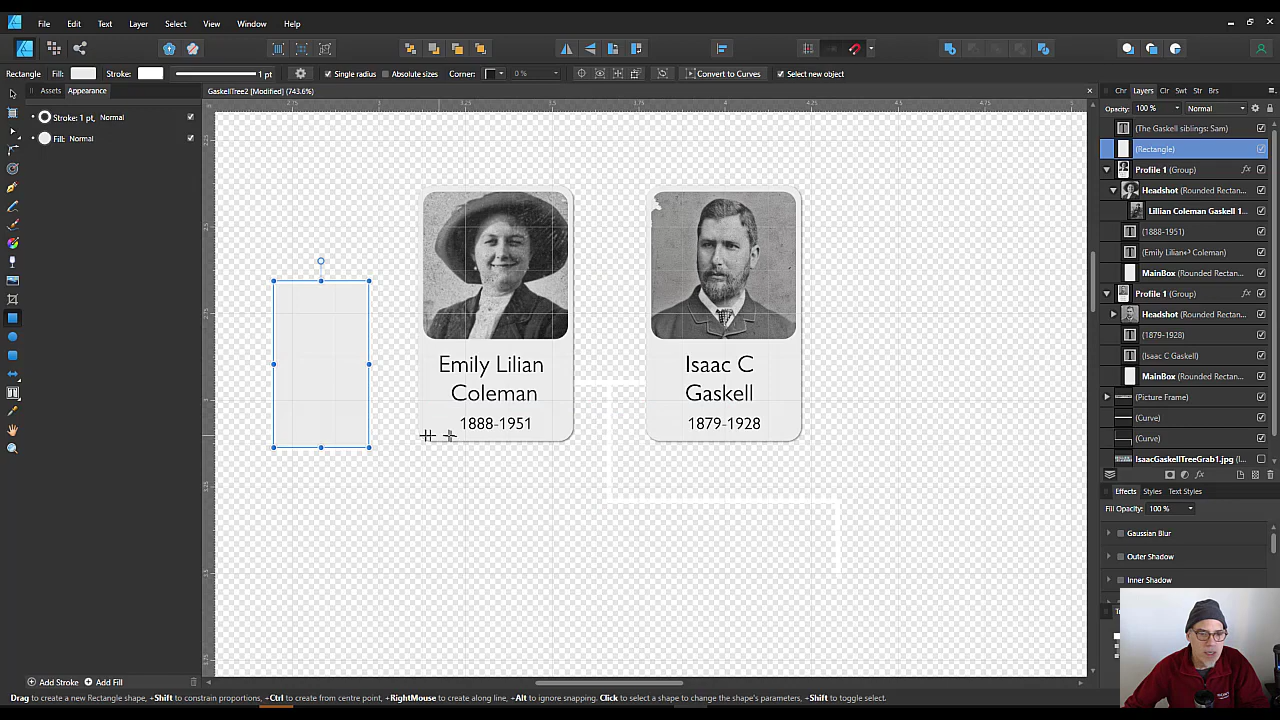 File Edit Text Layer Select View Window Help
Rectangle Fill: Stroke: 1 pt Single radius Absolute sizes Corner: 0 % Convert to Curves Select new object
Assets Appearance
GaskellTree2 [Modified] (743.6%)
Chr Layers Clr Swt Str Brs
Stroke: 1 pt, Normal
Fill: Normal
Opacity: 100 % Normal
(The Gaskell siblings: Sam)
(Rectangle)
Profile 1 (Group)
Headshot (Rounded Rectan...
Lillian Coleman Gaskell 1...
(1888-1951)
(Emily Lilian↵ Coleman)
MainBox (Rounded Rectan...
Profile 1 (Group)
Headshot (Rounded Rectan...
(1879-1928)
(Isaac C Gaskell)
MainBox (Rounded Rectan...
(Picture Frame)
(Curve)
(Curve)
IsaacGaskellTreeGrab1.jpg (I...
Emily Lilian
Coleman
1888-1951
Isaac C
Gaskell
1879-1928
Effects Styles Text Styles
Fill Opacity: 100 %
Gaussian Blur
Outer Shadow
Inner Shadow
Add Stroke Add Fill
Drag to create a new Rectangle shape, +Shift to constrain proportions, +Ctrl to create from centre point, +RightMouse to create along line, +Alt to ignore snapping. Click to select a shape to change the shape's parameters, +Shift to toggle select.